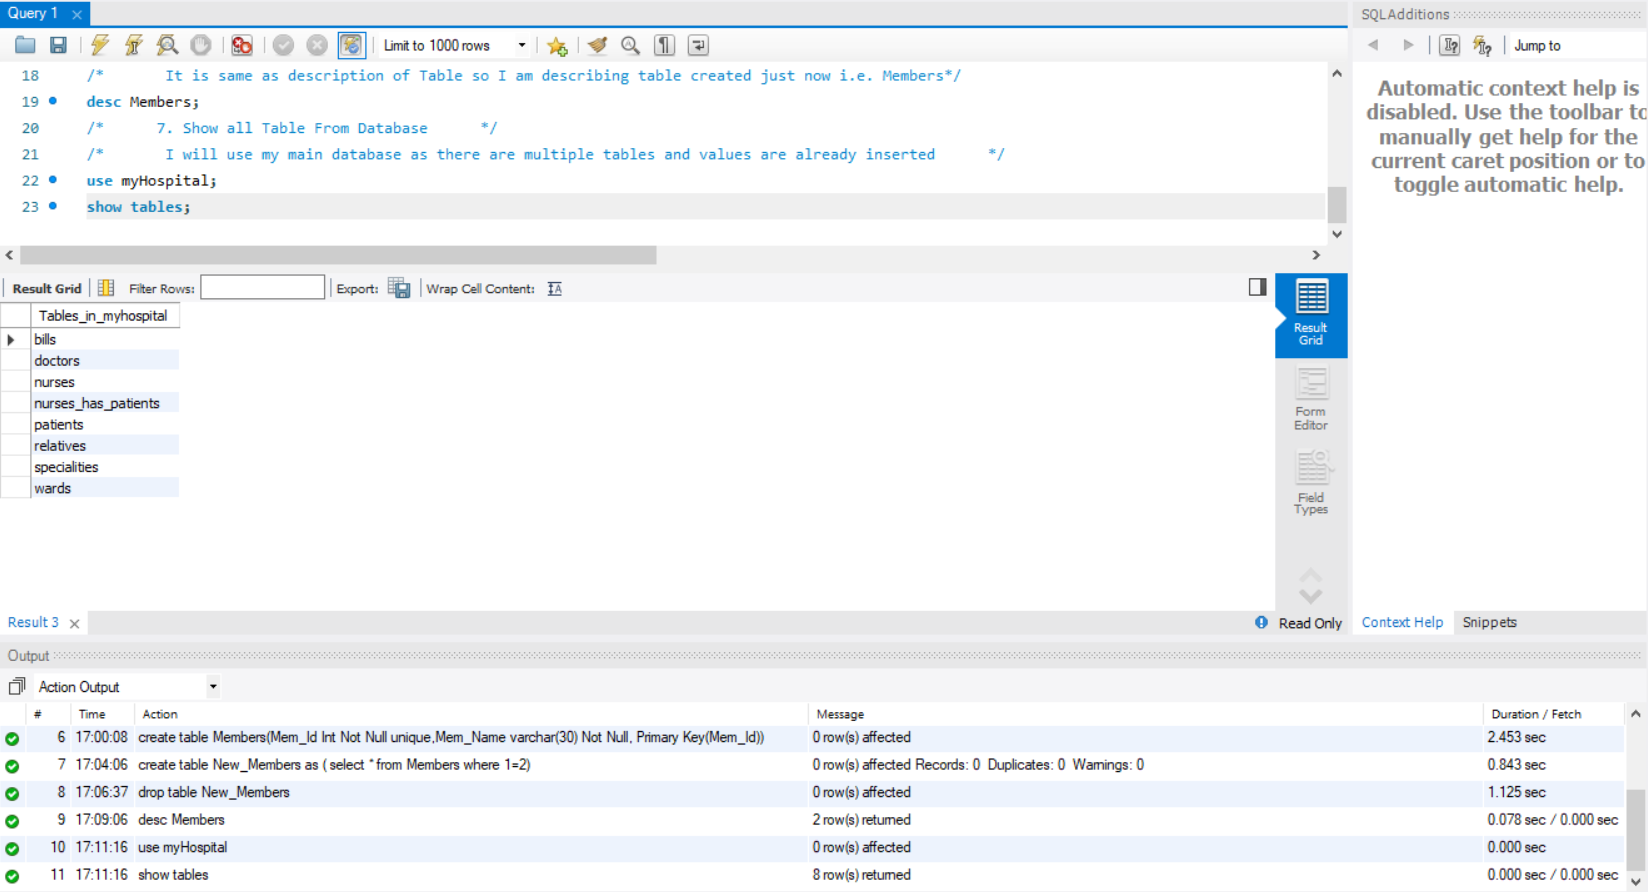 Query 1
SQLAdditions
Limit to 1000 rows
Jump to
18 /* It is same as description of Table so I am describing table created just now i.e. Members*/
19 desc Members;
20 /* 7. Show all Table From Database */
21 /* I will use my main database as there are multiple tables and values are already inserted */
22 use myHospital;
23 show tables;
Automatic context help is
disabled. Use the toolbar to
manually get help for the
current caret position or to
toggle automatic help.
Result Grid Filter Rows: Export: Wrap Cell Content:
Tables_in_myhospital
bills
doctors
nurses
nurses_has_patients
patients
relatives
specialities
wards
Result
Grid
Form
Editor
Field
Types
Result 3
Read Only
Context Help Snippets
Output
Action Output
# Time Action Message Duration / Fetch
6 17:00:08 create table Members(Mem_Id Int Not Null unique,Mem_Name varchar(30) Not Null, Primary Key(Mem_Id)) 0 row(s) affected 2.453 sec
7 17:04:06 create table New_Members as ( select * from Members where 1=2) 0 row(s) affected Records: 0 Duplicates: 0 Warnings: 0 0.843 sec
8 17:06:37 drop table New_Members 0 row(s) affected 1.125 sec
9 17:09:06 desc Members 2 row(s) returned 0.078 sec / 0.000 sec
10 17:11:16 use myHospital 0 row(s) affected 0.000 sec
11 17:11:16 show tables 8 row(s) returned 0.000 sec / 0.000 sec